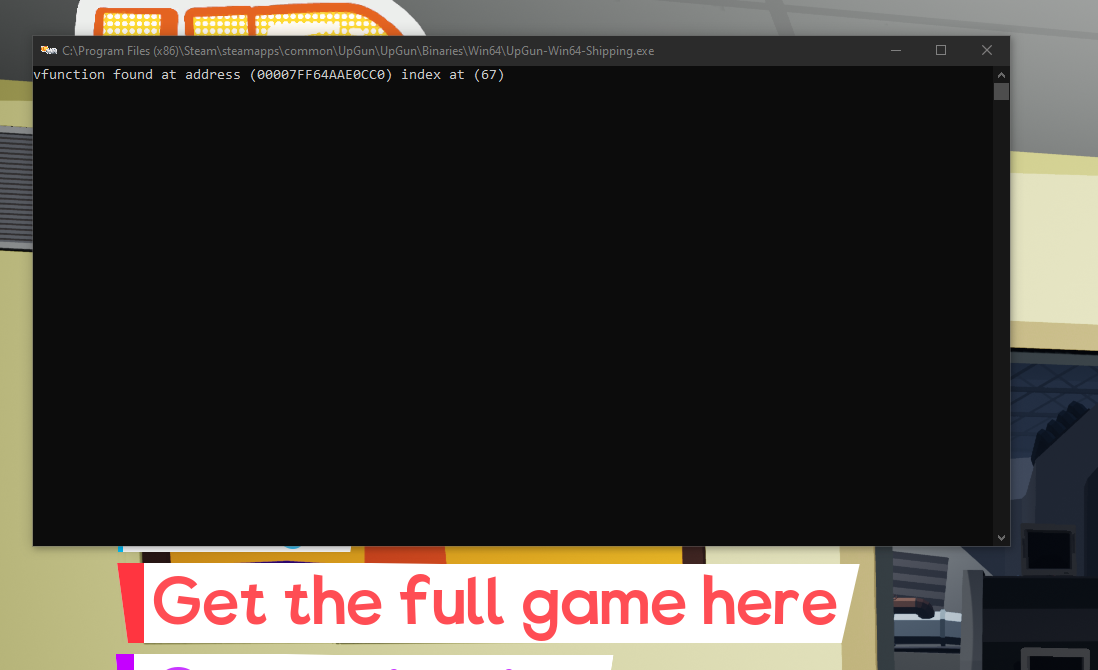 C:\Program Files (x86)\Steam\steamapps\common\UpGun\UpGun\Binaries\Win64\UpGun-Win64-Shipping.exe
vfunction found at address (00007FF64AAE0CC0) index at (67)
Get the full game here